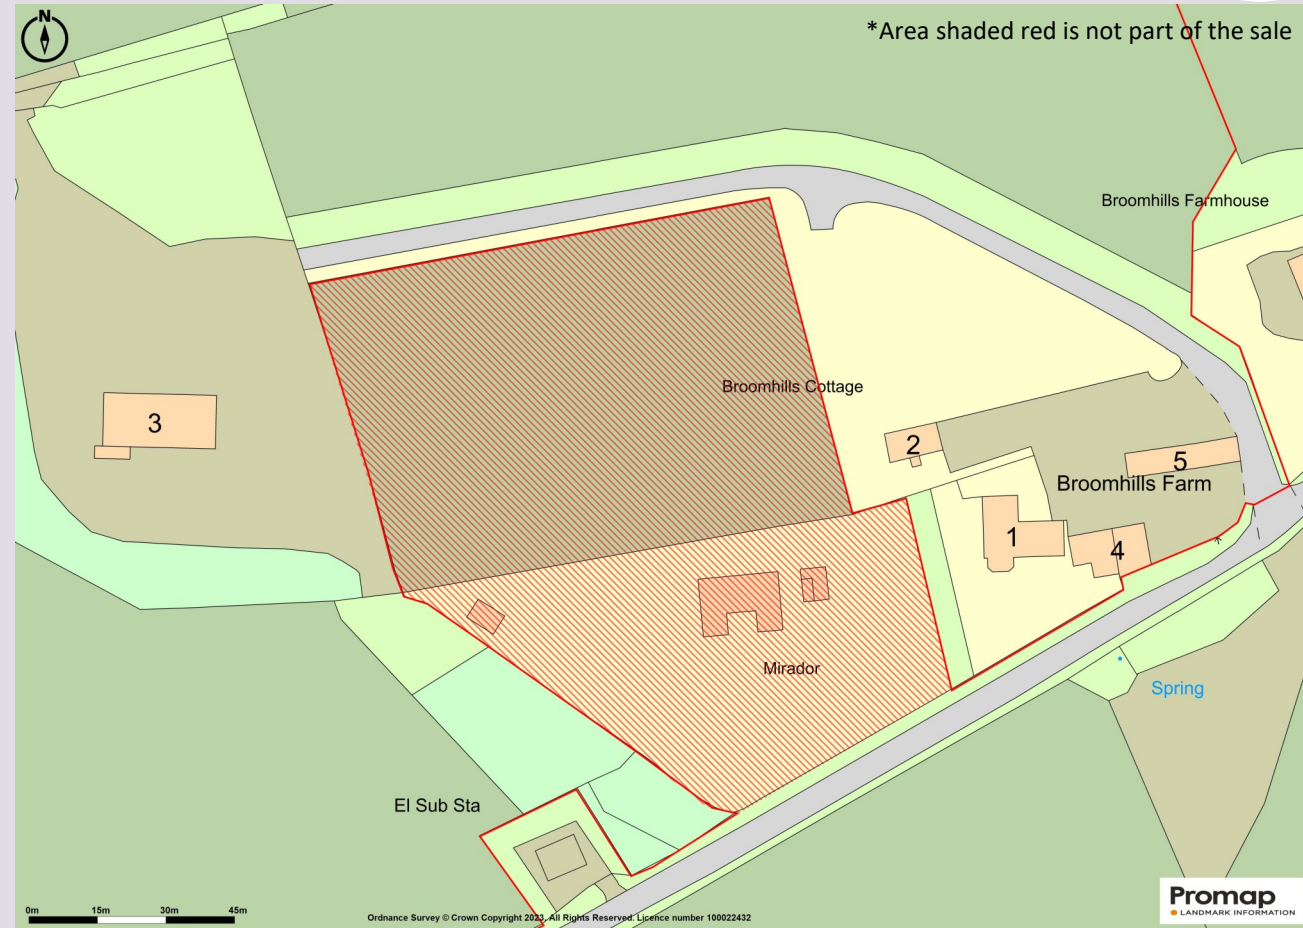 N
*Area shaded red is not part of the sale
Broomhills Farmhouse
Broomhills Cottage
3
2
5
Broomhills Farm
1
4
Mirador
Spring
El Sub Sta
0m 15m 30m 45m
Ordnance Survey © Crown Copyright 2023. All Rights Reserved. Licence number 100022432
Promap
LANDMARK INFORMATION